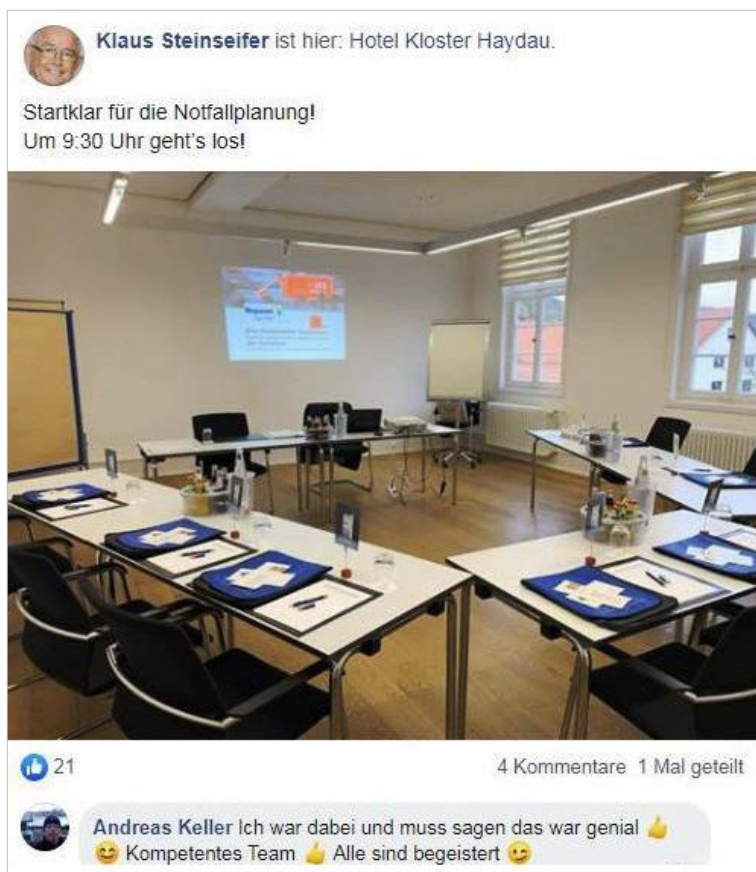 Klaus Steinseifer ist hier: Hotel Kloster Haydau.
Startklar für die Notfallplanung!
Um 9:30 Uhr geht's los!
21
4 Kommentare 1 Mal geteilt
Andreas Keller Ich war dabei und muss sagen das war genial 👍
😊 Kompetentes Team 👍 Alle sind begeistert 😉